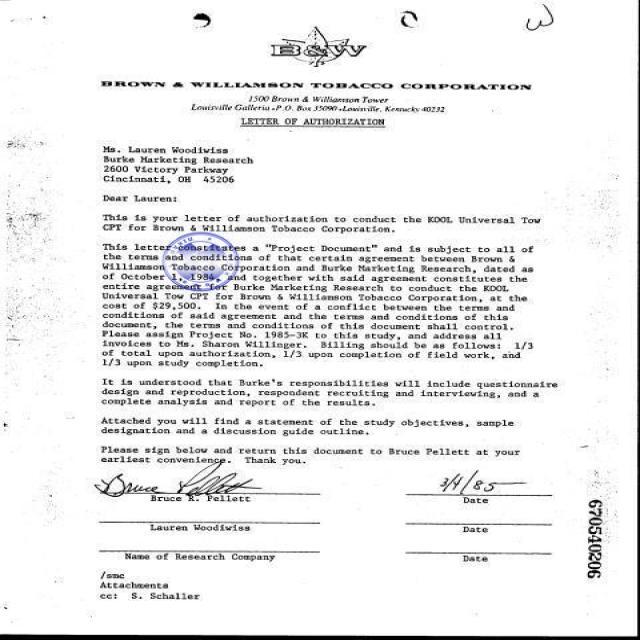 B&W
BROWN & WILLIAMSON TOBACCO CORPORATION
1500 Brown & Williamson Tower
Louisville Galleria • P.O. Box 35090 • Louisville, Kentucky 40232
LETTER OF AUTHORIZATION
Ms. Lauren Woodiwiss
Burke Marketing Research
2600 Victory Parkway
Cincinnati, OH 45206
Dear Lauren:
This is your letter of authorization to conduct the KOOL Universal Tow
CPT for Brown & Williamson Tobacco Corporation.
This letter constitutes a "Project Document" and is subject to all of
the terms and conditions of that certain agreement between Brown &
Williamson Tobacco Corporation and Burke Marketing Research, dated as
of October 1, 1984, and together with said agreement constitutes the
entire agreement for Burke Marketing Research to conduct the KOOL
Universal Tow CPT for Brown & Williamson Tobacco Corporation, at the
cost of $29,500. In the event of a conflict between the terms and
conditions of said agreement and the terms and conditions of this
document, the terms and conditions of this document shall control.
Please assign Project No. 1985-3K to this study, and address all
invoices to Ms. Sharon Willinger. Billing should be as follows: 1/3
of total upon authorization, 1/3 upon completion of field work, and
1/3 upon study completion.
It is understood that Burke's responsibilities will include questionnaire
design and reproduction, respondent recruiting and interviewing, and a
complete analysis and report of the results.
Attached you will find a statement of the study objectives, sample
designation and a discussion guide outline.
Please sign below and return this document to Bruce Pellett at your
earliest convenience. Thank you.
Bruce Pellett 3/4/85
Bruce R. Pellett Date
Lauren Woodiwiss Date
Name of Research Company Date
/smc
Attachments
cc: S. Schaller
670540206